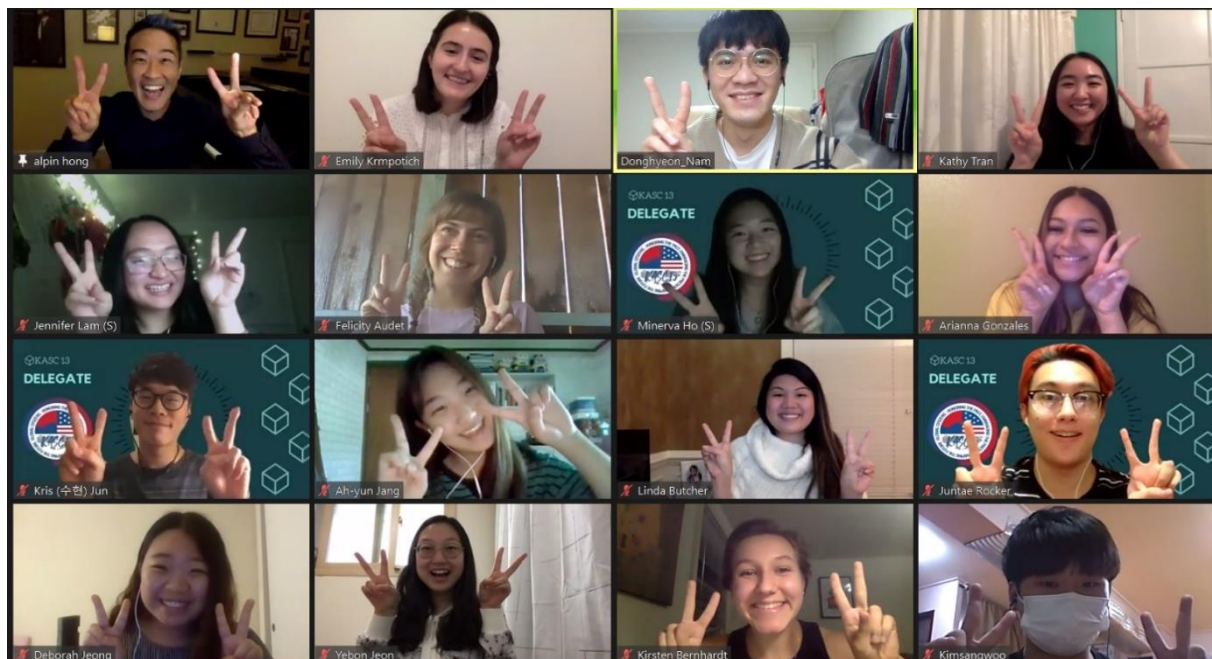 alpin hong
Emily Krmpotich
Donghyeon_Nam
Kathy Tran
Jennifer Lam (S)
Felicity Audet
KASC 13
DELEGATE
Minerva Ho (S)
Arianna Gonzales
KASC 13
DELEGATE
Kris (수현) Jun
Ah-yun Jang
Linda Butcher
KASC 13
DELEGATE
Juntae Rocker
Deborah Jeong
Yebon Jeon
Kirsten Bernhardt
Kimsangwoo